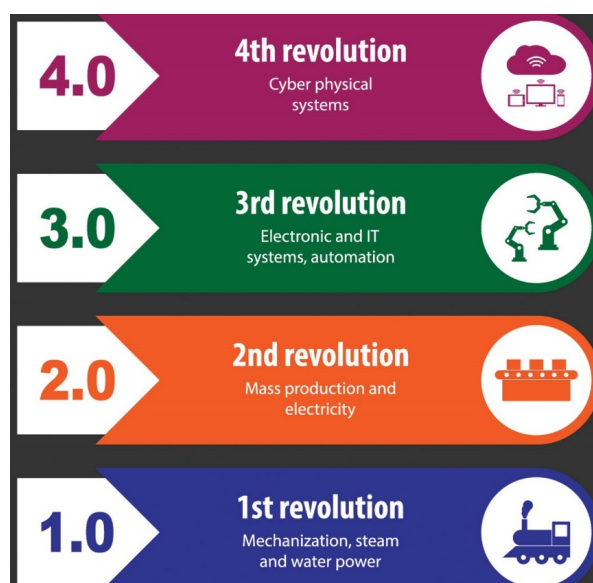 4.0
4th revolution
Cyber physical
systems
3.0
3rd revolution
Electronic and IT
systems, automation
2.0
2nd revolution
Mass production and
electricity
1.0
1st revolution
Mechanization, steam
and water power